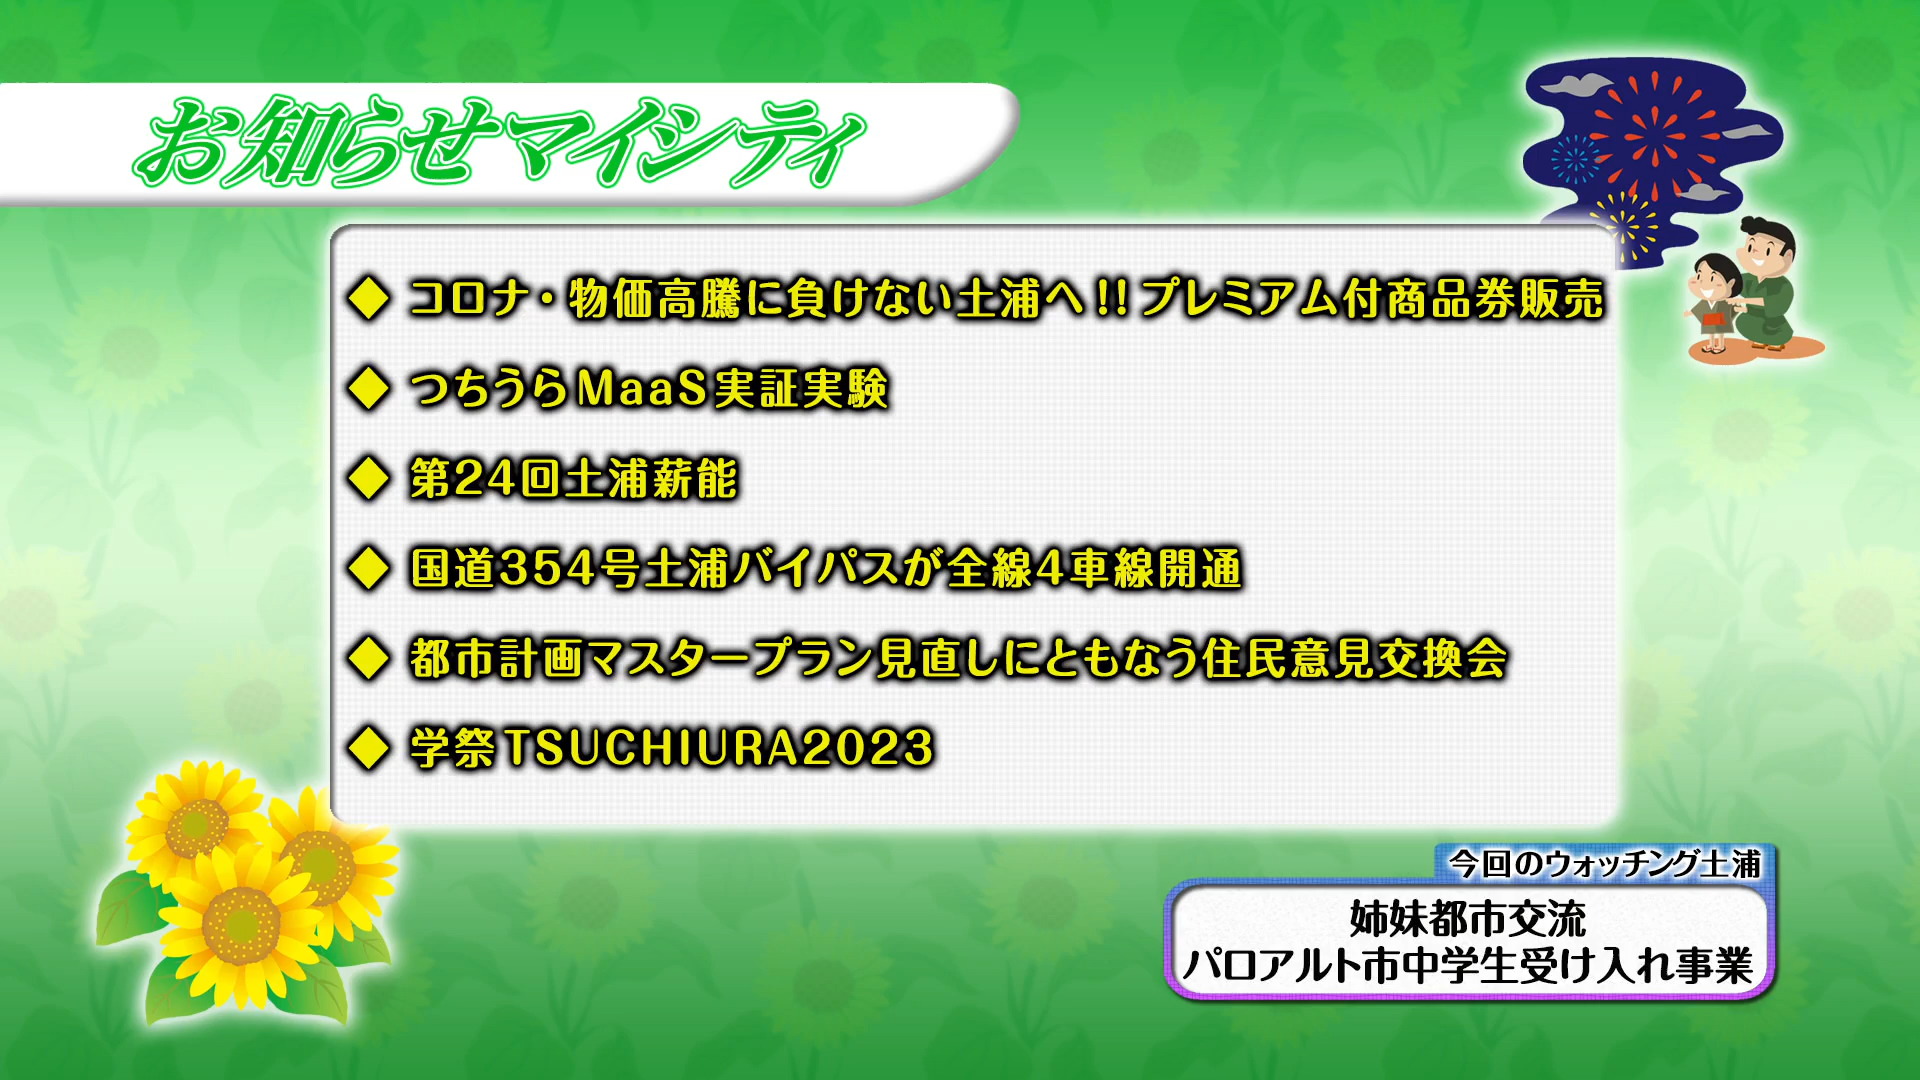 お知らせマイシティ
◆ コロナ・物価高騰に負けない土浦へ!!プレミアム付商品券販売
◆ つちうらMaaS実証実験
◆ 第24回土浦薪能
◆ 国道354号土浦バイパスが全線4車線開通
◆ 都市計画マスタープラン見直しにともなう住民意見交換会
◆ 学祭TSUCHIURA2023
今回のウォッチング土浦
姉妹都市交流
パロアルト市中学生受け入れ事業